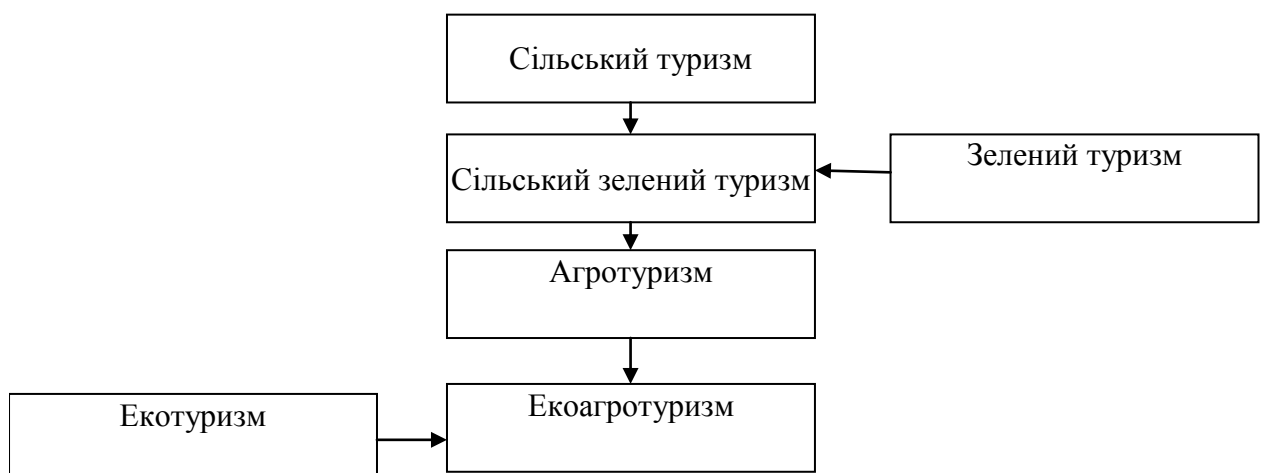 Сільський туризм
Сільський зелений туризм
Зелений туризм
Агротуризм
Екотуризм
Екоагротуризм